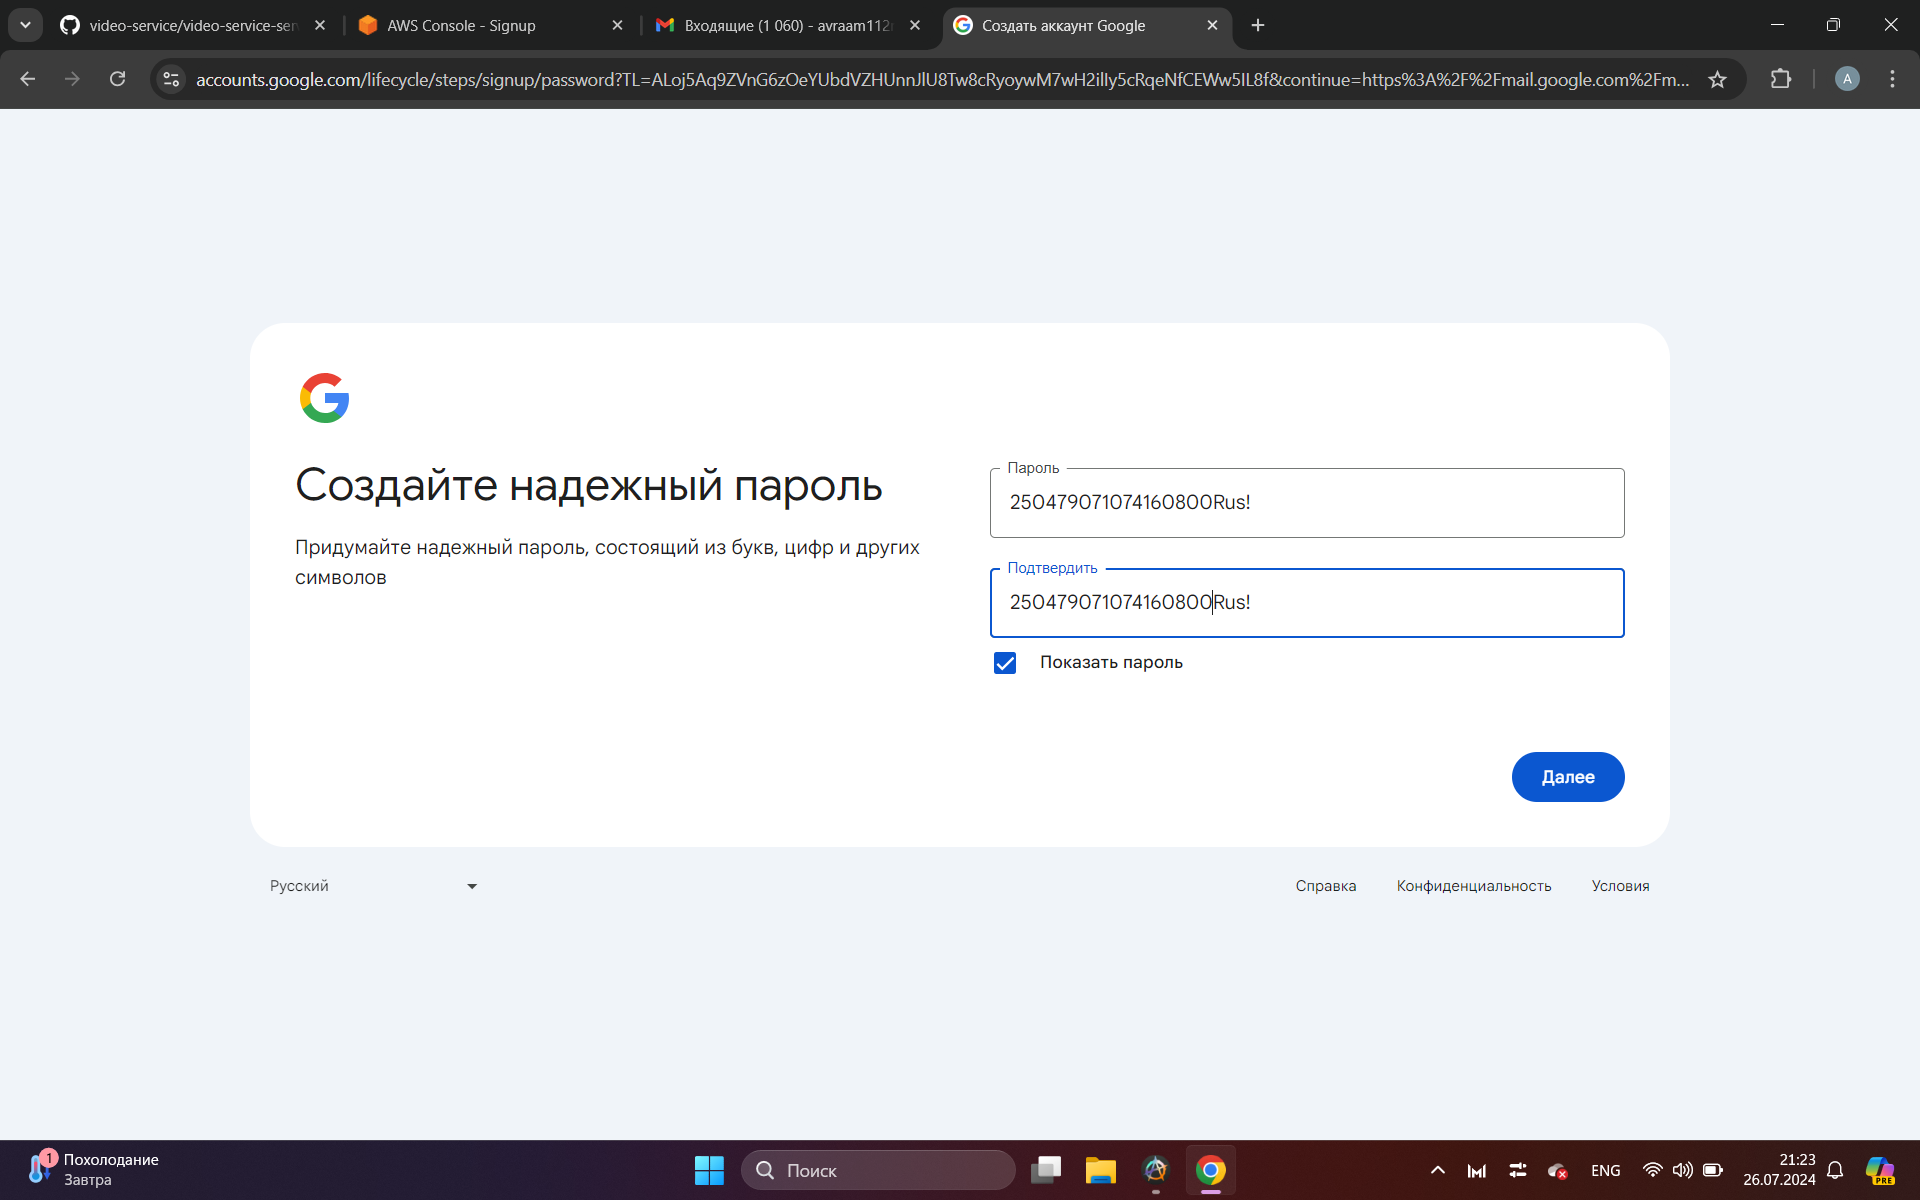 video-service/video-service-ser
AWS Console - Signup
Входящие (1 060) - avraam112
Создать аккаунт Google
accounts.google.com/lifecycle/steps/signup/password?TL=ALoj5Aq9ZVnG6zOeYUbdVZHUnnJlU8Tw8cRyoywM7wH2illy5cRqeNfCEWw5IL8f8&continue=https%3A%2F%2Fmail.google.com%2Fm...
A
Создайте надежный пароль
Придумайте надежный пароль, состоящий из букв, цифр и других
символов
Пароль
250479071074160800Rus!
Подтвердить
250479071074160800Rus!
Показать пароль
Далее
Русский
Справка
Конфиденциальность
Условия
1
Похолодание
Завтра
Поиск
ENG
21:23
26.07.2024
PRE